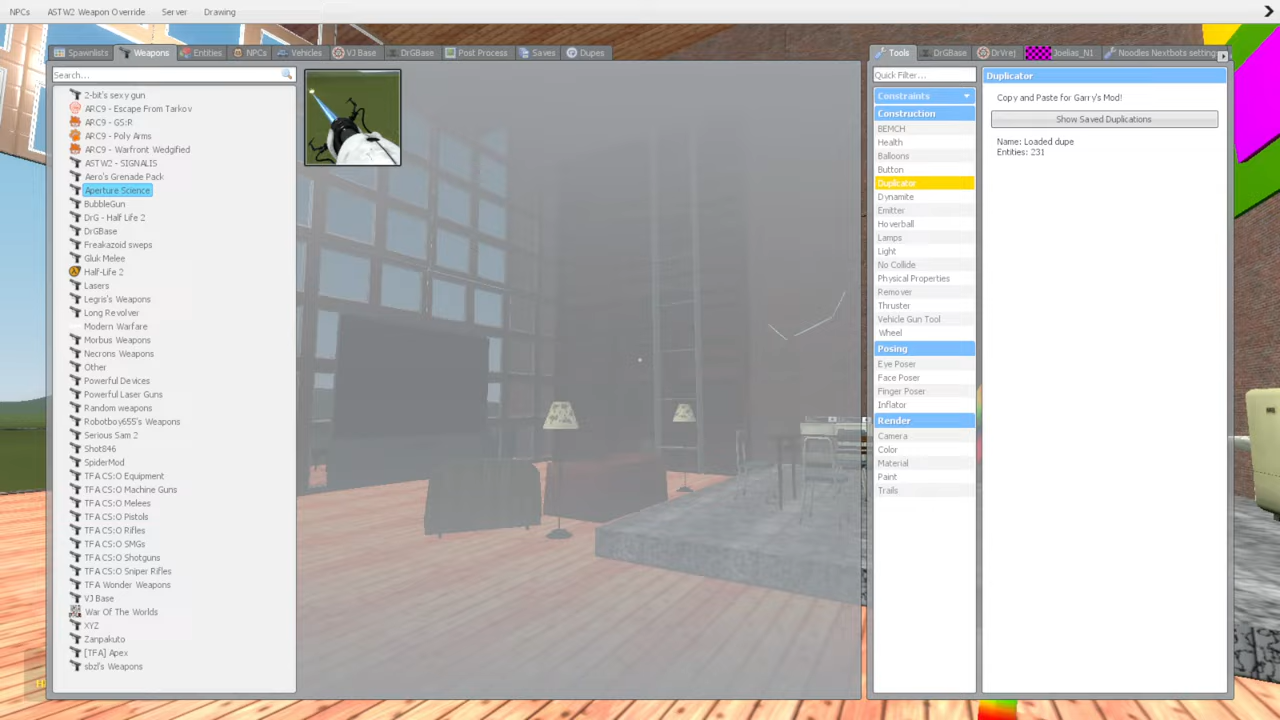 NPCs
ASTW2 Weapon Override
Server
Drawing
Spawnlists
Weapons
Entities
NPCs
Vehicles
VJ Base
DrGBase
Post Process
Saves
Dupes
Search...
2-bit's sexy gun
ARC9 - Escape From Tarkov
ARC9 - GS:R
ARC9 - Poly Arms
ARC9 - Warfront Wedgified
ASTW2 - SIGNALIS
Aero's Grenade Pack
Aperture Science
BubbleGun
DrG - Half Life 2
DrGBase
Freakazoid sweps
Gluk Melee
Half-Life 2
Lasers
Legris's Weapons
Long Revolver
Modern Warfare
Morbus Weapons
Necrons Weapons
Other
Powerful Devices
Powerful Laser Guns
Random weapons
Robotboy655's Weapons
Serious Sam 2
Shot846
SpiderMod
TFA CS:O Equipment
TFA CS:O Machine Guns
TFA CS:O Melees
TFA CS:O Pistols
TFA CS:O Rifles
TFA CS:O SMGs
TFA CS:O Shotguns
TFA CS:O Sniper Rifles
TFA Wonder Weapons
VJ Base
War Of The Worlds
XYZ
Zanpakuto
[TFA] Apex
sbzl's Weapons
Tools
DrGBase
DrVrej
Joelias_N1
Noodles Nextbots setting
Quick Filter...
Constraints
Construction
BEMCH
Health
Balloons
Button
Duplicator
Dynamite
Emitter
Hoverball
Lamps
Light
No Collide
Physical Properties
Remover
Thruster
Vehicle Gun Tool
Wheel
Posing
Eye Poser
Face Poser
Finger Poser
Inflator
Render
Camera
Color
Material
Paint
Trails
Duplicator
Copy and Paste for Garry's Mod!
Show Saved Duplications
Name: Loaded dupe
Entities: 231